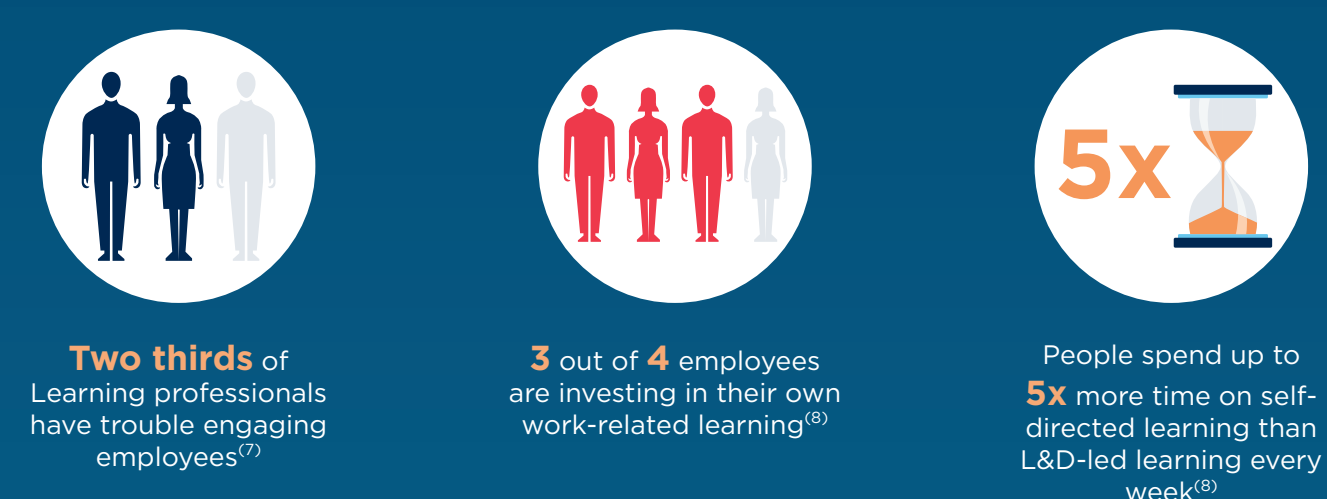 5x
Two thirds of
Learning professionals
have trouble engaging
employees(7)
3 out of 4 employees
are investing in their own
work-related learning(8)
People spend up to
5x more time on self-
directed learning than
L&D-led learning every
week(8)